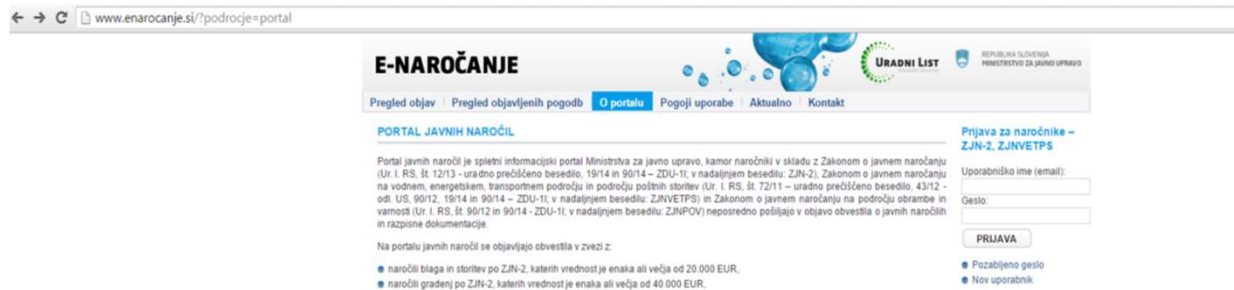 www.enarocanje.si/?podrocje=portal
E-NAROČANJE
URADNI LIST
REPUBLIKA SLOVENIJA
MINISTRSTVO ZA JAVNO UPRAVO
Pregled objav Pregled objavljenih pogodb O portalu Pogoji uporabe Aktualno Kontakt
PORTAL JAVNIH NAROČIL
Portal javnih naročil je spletni informacijski portal Ministrstva za javno upravo, kamor naročniki v skladu z Zakonom o javnem naročanju
(Ur. l. RS, št. 12/13 - uradno prečiščeno besedilo, 19/14 in 90/14 – ZDU-1I; v nadaljnjem besedilu: ZJN-2), Zakonom o javnem naročanju
na vodnem, energetskem, transportnem področju in področju poštnih storitev (Ur. l. RS, št. 72/11 – uradno prečiščeno besedilo, 43/12 -
odl. US, 90/12, 19/14 in 90/14 – ZDU-1I; v nadaljnjem besedilu: ZJNVETPS) in Zakonom o javnem naročanju na področju obrambe in
varnosti (Ur. l. RS, št. 90/12 in 90/14 - ZDU-1I; v nadaljnjem besedilu: ZJNPOV) neposredno pošiljajo v objavo obvestila o javnih naročilih
in razpisne dokumentacije.
Na portalu javnih naročil se objavljajo obvestila v zvezi z:
naročili blaga in storitev po ZJN-2, katerih vrednost je enaka ali večja od 20.000 EUR,
naročili gradenj po ZJN-2, katerih vrednost je enaka ali večja od 40.000 EUR,
Prijava za naročnike –
ZJN-2, ZJNVETPS
Uporabniško ime (email):
Geslo:
PRIJAVA
Pozabljeno geslo
Nov uporabnik